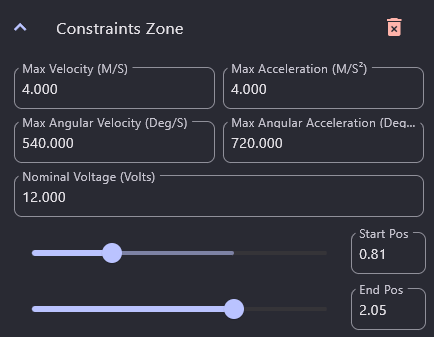 Constraints Zone
Max Velocity (M/S) Max Acceleration (M/S²)
4.000 4.000
Max Angular Velocity (Deg/S) Max Angular Acceleration (Deg...
540.000 720.000
Nominal Voltage (Volts)
12.000
Start Pos
0.81
End Pos
2.05